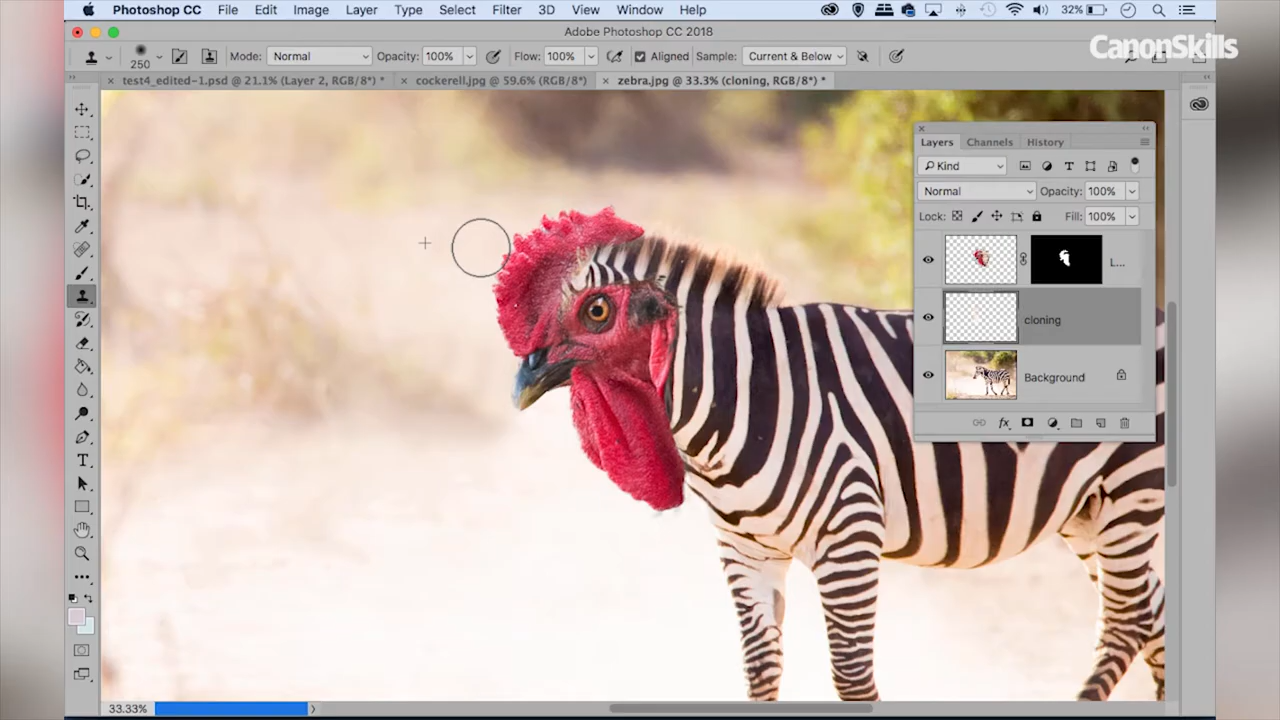 Photoshop CC File Edit Image Layer Type Select Filter 3D View Window Help 32%
Adobe Photoshop CC 2018
CanonSkills
250 Mode: Normal Opacity: 100% Flow: 100% Aligned Sample: Current & Below
× test4_edited-1.psd @ 21.1% (Layer 2, RGB/8*) * × cockerell.jpg @ 59.6% (RGB/8*) × zebra.jpg @ 33.3% (cloning, RGB/8*) *
Layers Channels History
Kind
Normal Opacity: 100%
Lock: Fill: 100%
L...
cloning
Background
fx
33.33%